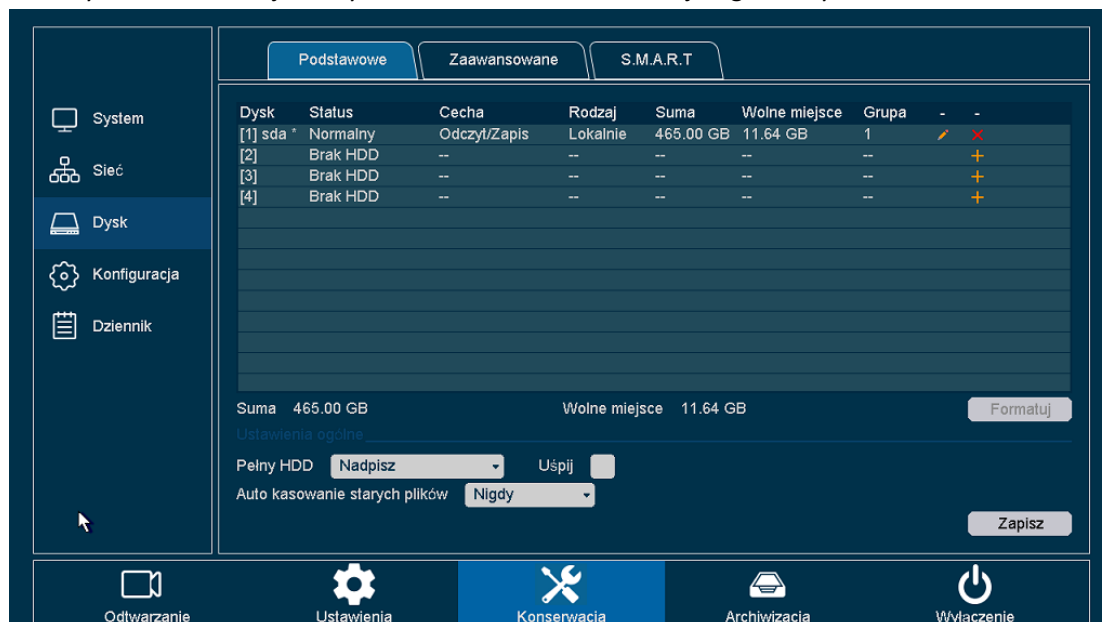 Podstawowe Zaawansowane S.M.A.R.T
System
Sieć
Dysk
Konfiguracja
Dziennik
Dysk Status Cecha Rodzaj Suma Wolne miejsce Grupa - -
[1] sda * Normalny Odczyt/Zapis Lokalnie 465.00 GB 11.64 GB 1
[2] Brak HDD -- -- -- -- --
[3] Brak HDD -- -- -- -- --
[4] Brak HDD -- -- -- -- --
Suma 465.00 GB Wolne miejsce 11.64 GB Formatuj
Ustawienia ogólne
Pełny HDD Nadpisz Uśpij
Auto kasowanie starych plików Nigdy
Zapisz
Odtwarzanie Ustawienia Konserwacja Archiwizacja Wyłączenie